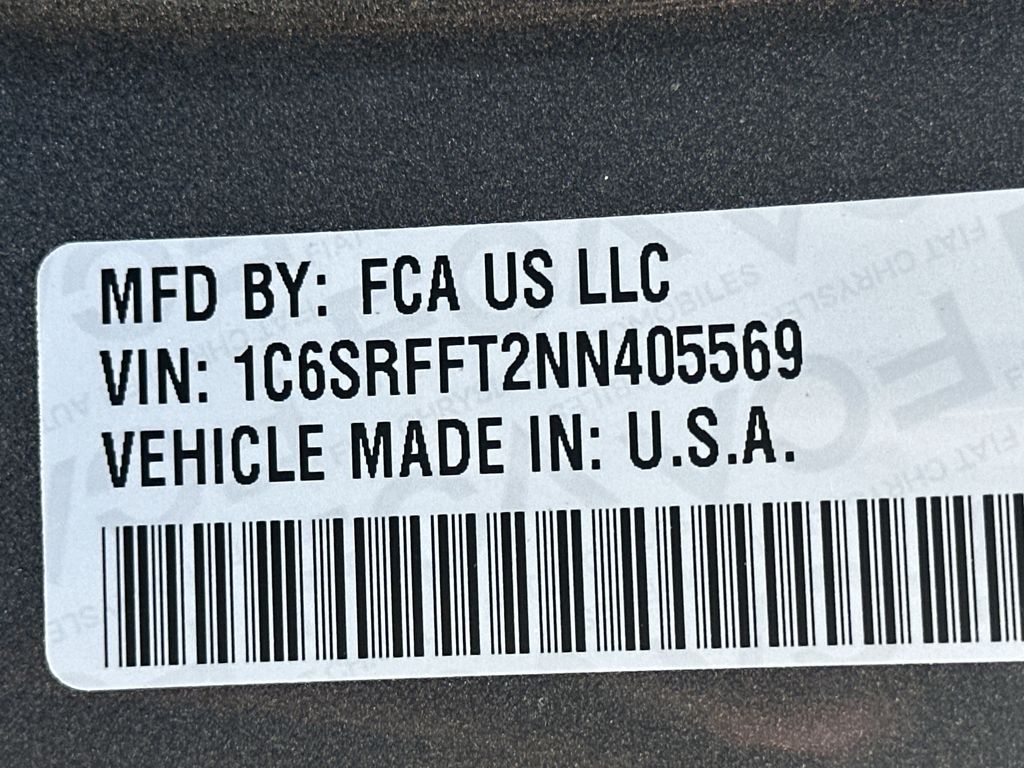 MFD BY: FCA US LLC
VIN: 1C6SRFFT2NN405569
VEHICLE MADE IN: U.S.A.